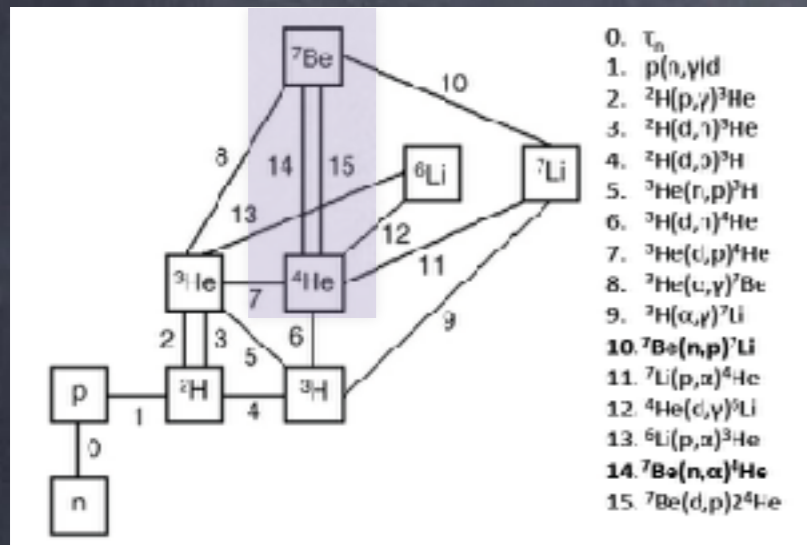 ⁷Be
10
8
14
15
⁶Li
⁷Li
13
12
11
³He
7
⁴He
2
3
5
6
9
p
1
²H
4
³H
0
n
0. τₙ
1. p(n,γ)d
2. ²H(p,γ)³He
3. ²H(d,n)³He
4. ²H(d,p)³H
5. ³He(n,p)³H
6. ³H(d,n)⁴He
7. ³He(d,p)⁴He
8. ³He(α,γ)⁷Be
9. ³H(α,γ)⁷Li
10. ⁷Be(n,p)⁷Li
11. ⁷Li(p,α)⁴He
12. ⁴He(d,γ)⁶Li
13. ⁶Li(p,α)³He
14. ⁷Be(n,α)⁴He
15. ⁷Be(d,p)2⁴He